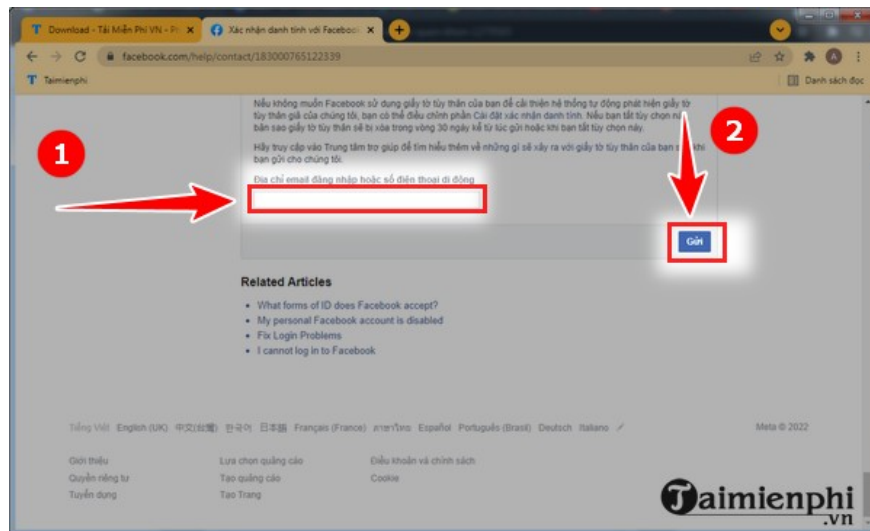 Download - Tải Miễn Phí VN - Ph
Xác nhận danh tính với Facebook
facebook.com/help/contact/183000765122339
Taimienphi
Danh sách đọc
Nếu không muốn Facebook sử dụng giấy tờ tùy thân của bạn để cải thiện hệ thống tự động phát hiện giấy tờ
tùy thân giả của chúng tôi, bạn có thể điều chỉnh phần Cài đặt xác nhận danh tính. Nếu bạn tắt tùy chọn
bản sao giấy tờ tùy thân sẽ bị xóa trong vòng 30 ngày kể từ lúc gửi hoặc khi bạn tắt tùy chọn này.
Hãy truy cập vào Trung tâm trợ giúp để tìm hiểu thêm về những gì sẽ xảy ra với giấy tờ tùy thân của bạn khi
bạn gửi cho chúng tôi.
1
2
Địa chỉ email đăng nhập hoặc số điện thoại di động
Gửi
Related Articles
What forms of ID does Facebook accept?
My personal Facebook account is disabled
Fix Login Problems
I cannot log in to Facebook
Tiếng Việt English (UK) 中文(台灣) 한국어 日本語 Français (France) ภาษาไทย Español Português (Brasil) Deutsch Italiano
Meta © 2022
Giới thiệu Lựa chọn quảng cáo Điều khoản và chính sách
Quyền riêng tư Tạo quảng cáo Cookie
Tuyển dụng Tạo Trang
Taimienphi
.vn